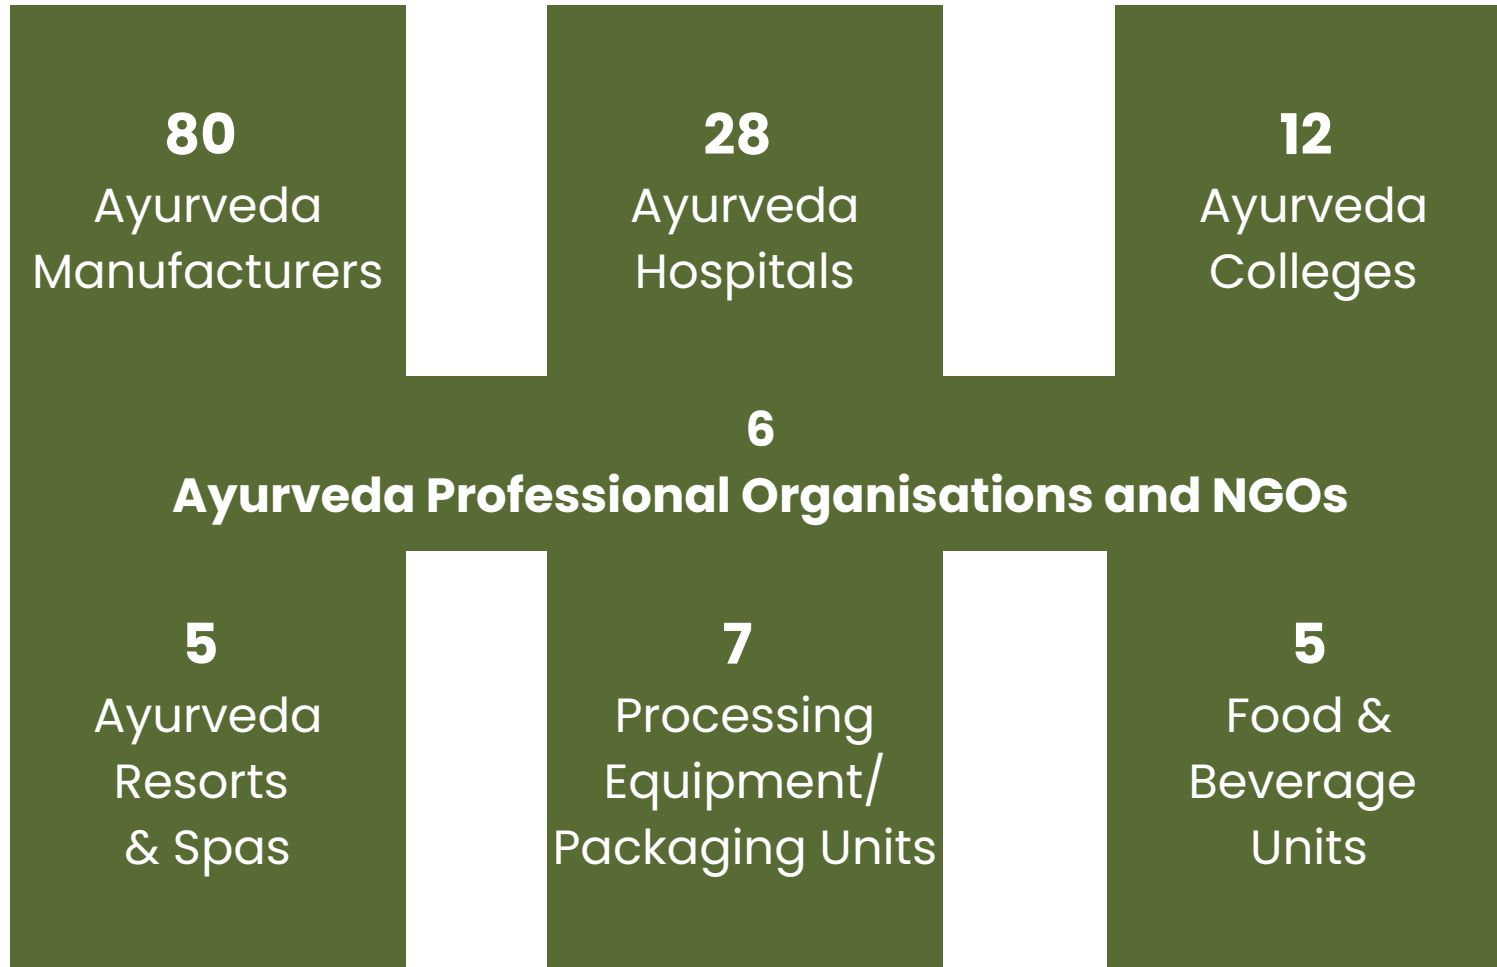 80
Ayurveda
Manufacturers
28
Ayurveda
Hospitals
12
Ayurveda
Colleges
6
Ayurveda Professional Organisations and NGOs
5
Ayurveda
Resorts
& Spas
7
Processing
Equipment/
Packaging Units
5
Food &
Beverage
Units